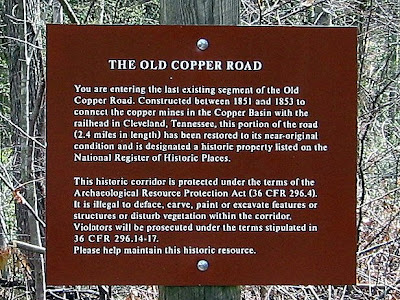 THE OLD COPPER ROAD
You are entering the last existing segment of the Old
Copper Road. Constructed between 1851 and 1853 to
connect the copper mines in the Copper Basin with the
railhead in Cleveland, Tennessee, this portion of the road
(2.4 miles in length) has been restored to its near-original
condition and is designated a historic property listed on the
National Register of Historic Places.
This historic corridor is protected under the terms of the
Archaeological Resource Protection Act (36 CFR 296.4).
It is illegal to deface, carve, paint or excavate features or
structures or disturb vegetation within the corridor.
Violators will be prosecuted under the terms stipulated in
36 CFR 296.14-17.
Please help maintain this historic resource.